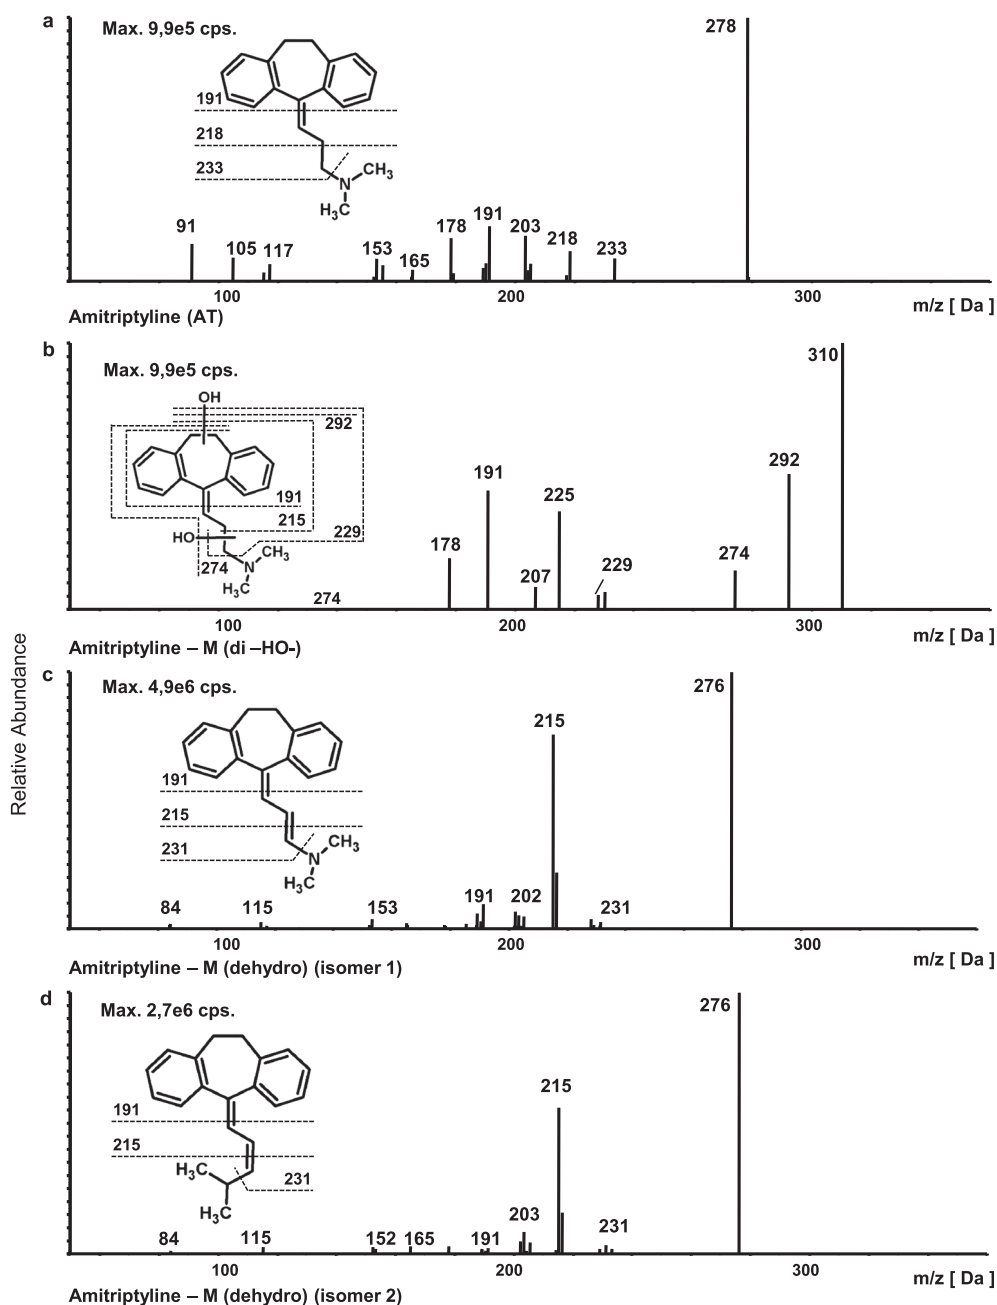 a
Max. 9,9e5 cps.
278
191
218
233
CH3
N
H3C
91
105
117
153
165
178
191
203
218
233
100
200
300
m/z [ Da ]
Amitriptyline (AT)
b
Max. 9,9e5 cps.
310
OH
292
191
215
HO
229
274
CH3
N
H3C
274
178
191
207
225
229
274
292
100
200
300
m/z [ Da ]
Amitriptyline – M (di –HO-)
Relative Abundance
c
Max. 4,9e6 cps.
276
215
191
215
231
CH3
N
H3C
84
115
153
191
202
231
100
200
300
m/z [ Da ]
Amitriptyline – M (dehydro) (isomer 1)
d
Max. 2,7e6 cps.
276
215
191
215
H3C
231
H3C
84
115
152
165
191
203
231
100
200
300
m/z [ Da ]
Amitriptyline – M (dehydro) (isomer 2)